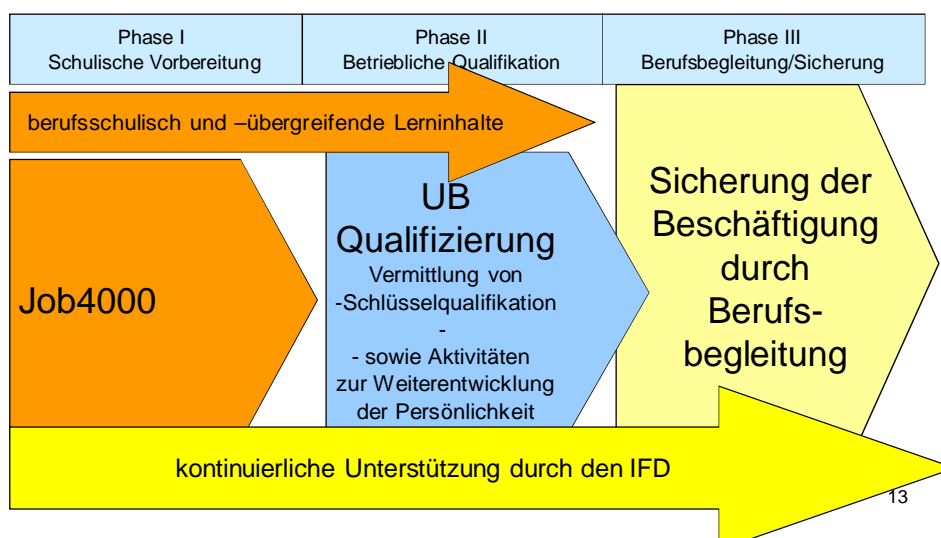 Phase I
Schulische Vorbereitung
Phase II
Betriebliche Qualifikation
Phase III
Berufsbegleitung/Sicherung
berufsschulisch und –übergreifende Lerninhalte
Job4000
UB
Qualifizierung
Vermittlung von
-Schlüsselqualifikation
-
- sowie Aktivitäten
zur Weiterentwicklung
der Persönlichkeit
Sicherung der
Beschäftigung
durch
Berufs-
begleitung
kontinuierliche Unterstützung durch den IFD
13